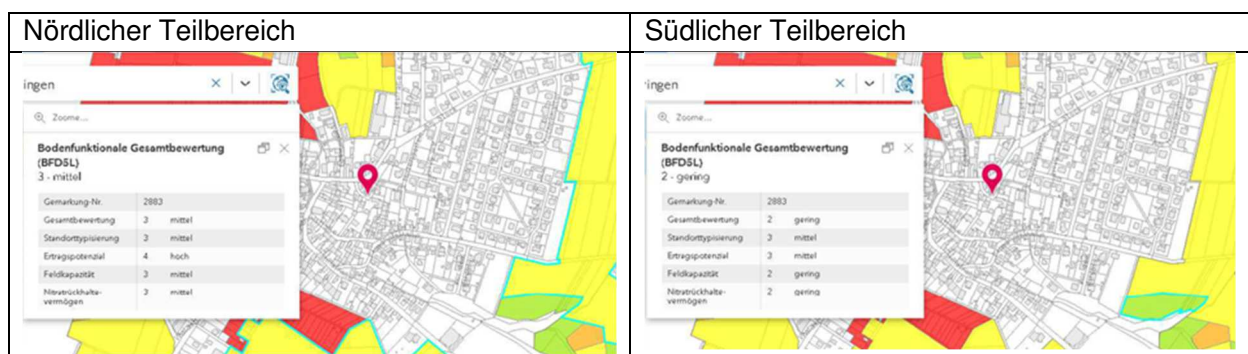 Nördlicher Teilbereich
Südlicher Teilbereich
ingen
Zoome...
Bodenfunktionale Gesamtbewertung
(BFD5L)
3 - mittel
Gemarkung-Nr. 2883
Gesamtbewertung 3 mittel
Standorttypisierung 3 mittel
Ertragspotenzial 4 hoch
Feldkapazität 3 mittel
Nitratrückhalte-
vermögen 3 mittel
ringen
Zoome...
Bodenfunktionale Gesamtbewertung
(BFD5L)
2 - gering
Gemarkung-Nr. 2883
Gesamtbewertung 2 gering
Standorttypisierung 3 mittel
Ertragspotenzial 3 mittel
Feldkapazität 2 gering
Nitratrückhalte-
vermögen 2 gering